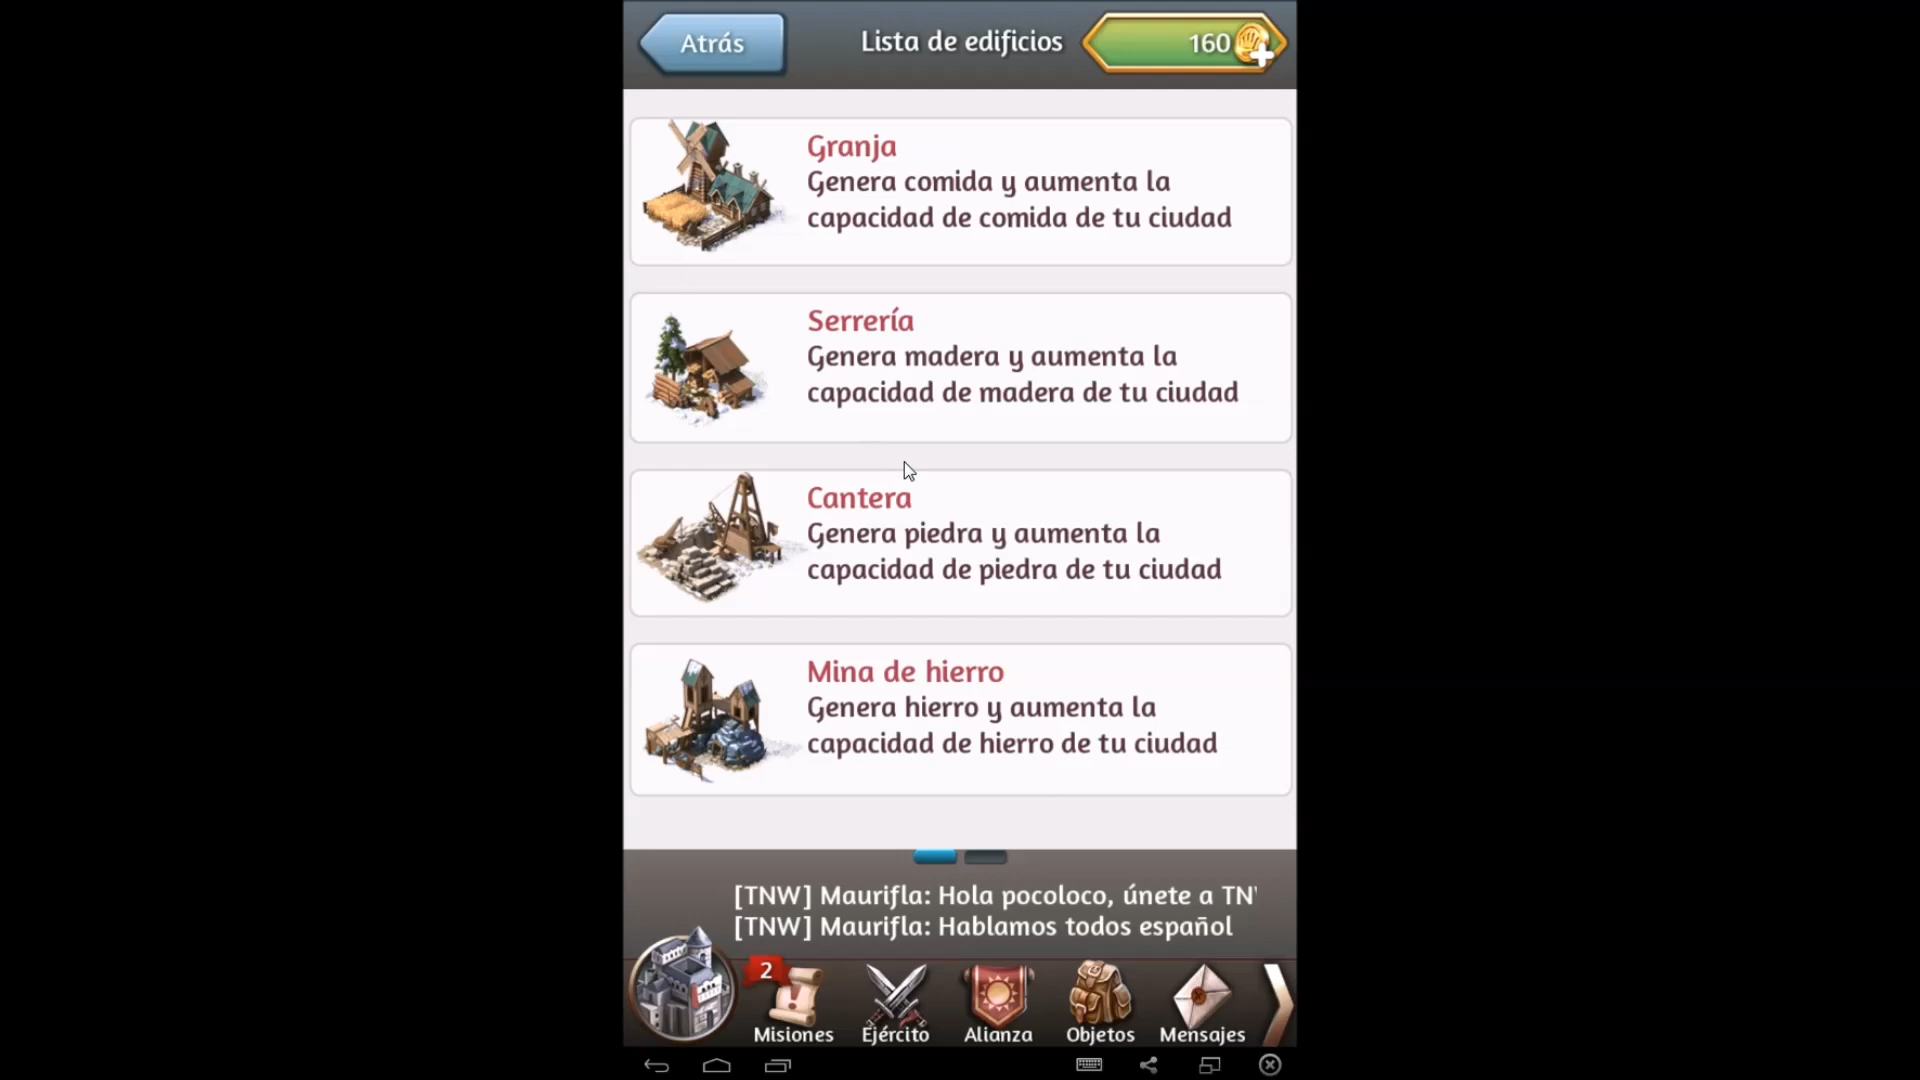 Atrás
Lista de edificios
160
Granja
Genera comida y aumenta la
capacidad de comida de tu ciudad
Serrería
Genera madera y aumenta la
capacidad de madera de tu ciudad
Cantera
Genera piedra y aumenta la
capacidad de piedra de tu ciudad
Mina de hierro
Genera hierro y aumenta la
capacidad de hierro de tu ciudad
[TNW] Maurifla: Hola pocoloco, únete a TN
[TNW] Maurifla: Hablamos todos español
2
Misiones
Ejército
Alianza
Objetos
Mensajes